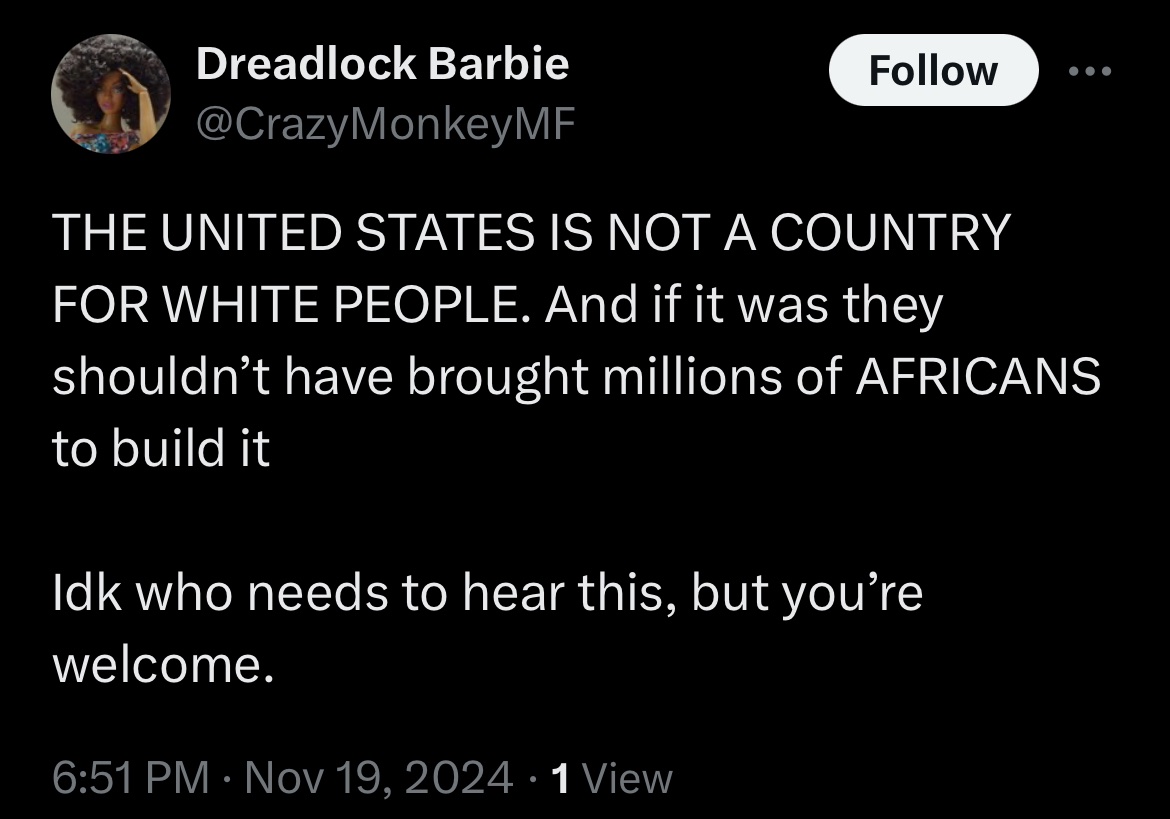 Dreadlock Barbie
@CrazyMonkeyMF
Follow
THE UNITED STATES IS NOT A COUNTRY
FOR WHITE PEOPLE. And if it was they
shouldn’t have brought millions of AFRICANS
to build it
Idk who needs to hear this, but you’re
welcome.
6:51 PM · Nov 19, 2024 · 1 View